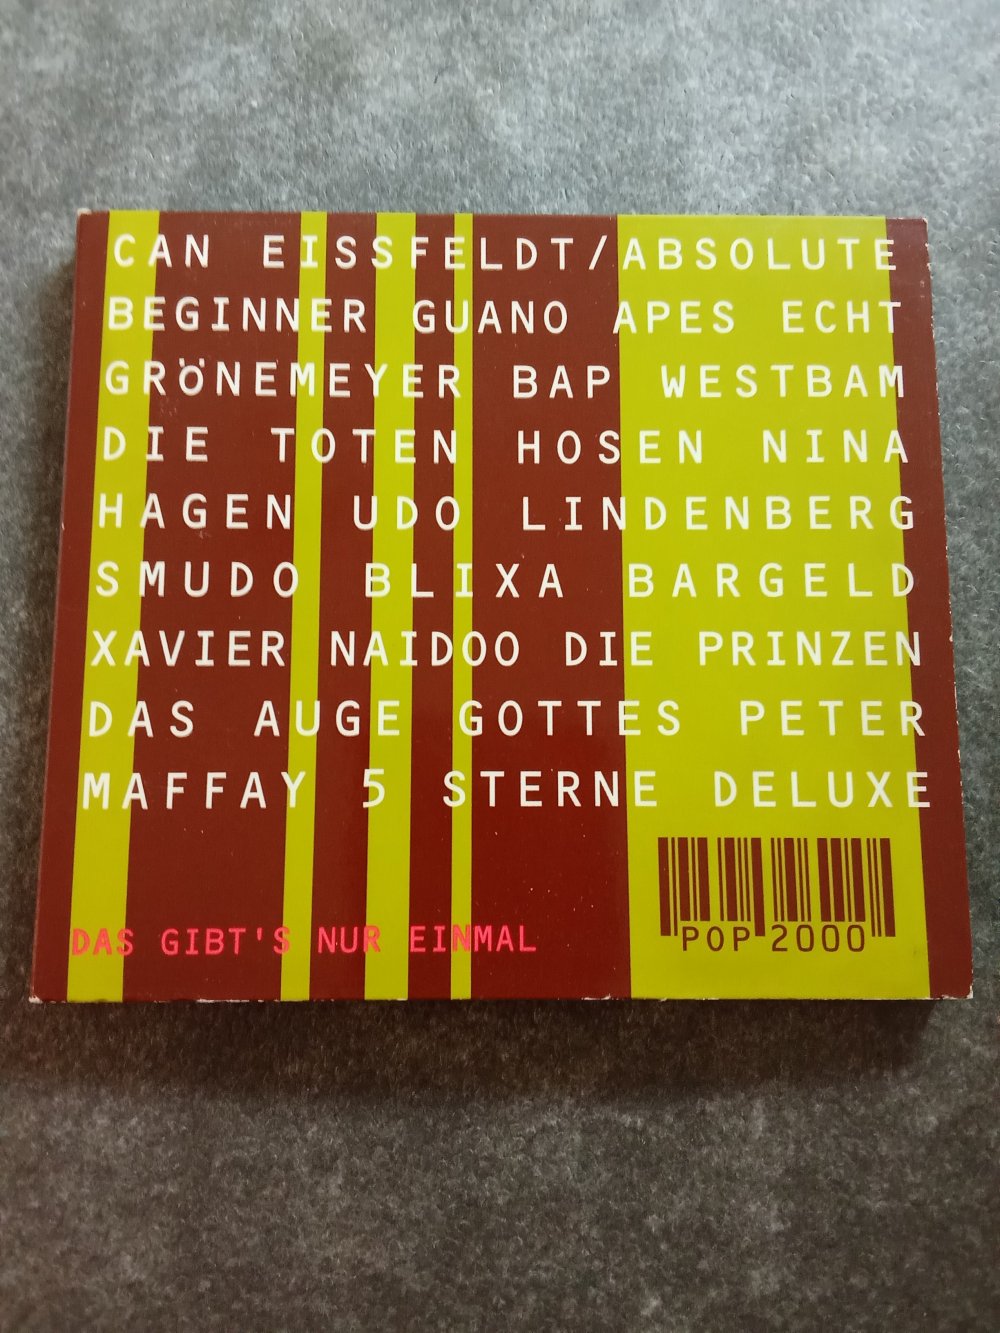 CAN EISSFELDT/ABSOLUTE
BEGINNER GUANO APES ECHT
GRÖNEMEYER BAP WESTBAM
DIE TOTEN HOSEN NINA
HAGEN UDO LINDENBERG
SMUDO BLIXA BARGELD
XAVIER NAIDOO DIE PRINZEN
DAS AUGE GOTTES PETER
MAFFAY 5 STERNE DELUXE
DAS GIBT'S NUR EINMAL
POP 2000